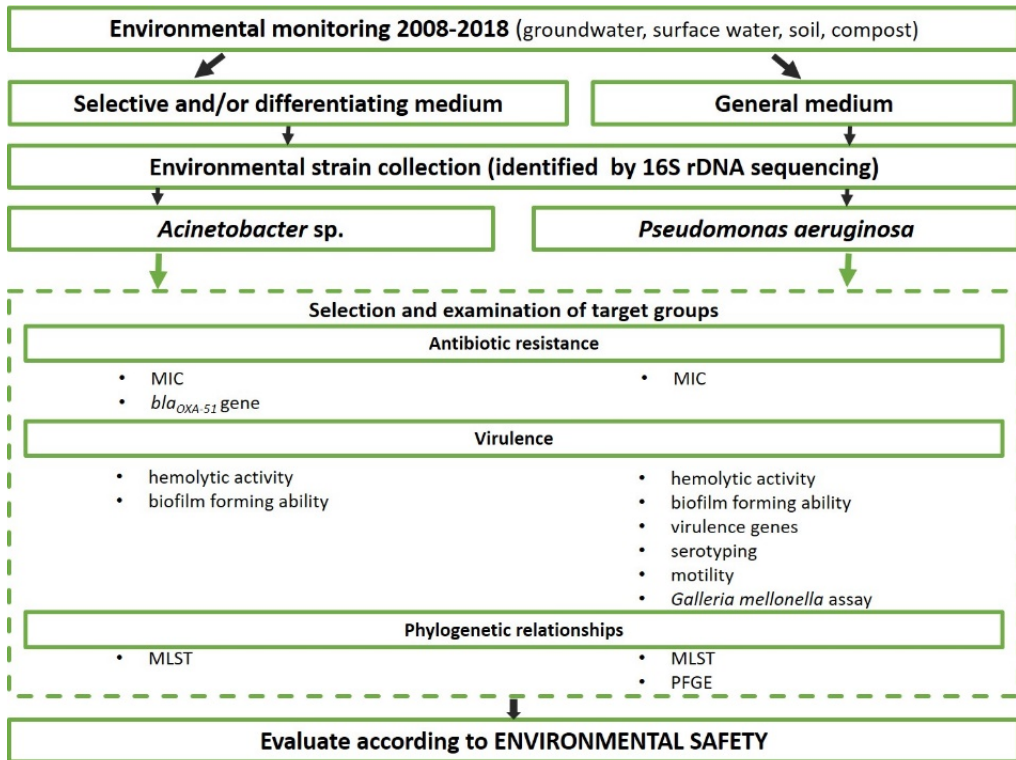 Environmental monitoring 2008-2018 (groundwater, surface water, soil, compost)
Selective and/or differentiating medium
General medium
Environmental strain collection (identified by 16S rDNA sequencing)
Acinetobacter sp.
Pseudomonas aeruginosa
Selection and examination of target groups
Antibiotic resistance
• MIC
• bla OXA-51 gene
• MIC
Virulence
• hemolytic activity
• biofilm forming ability
• hemolytic activity
• biofilm forming ability
• virulence genes
• serotyping
• motility
• Galleria mellonella assay
Phylogenetic relationships
• MLST
• MLST
• PFGE
Evaluate according to ENVIRONMENTAL SAFETY